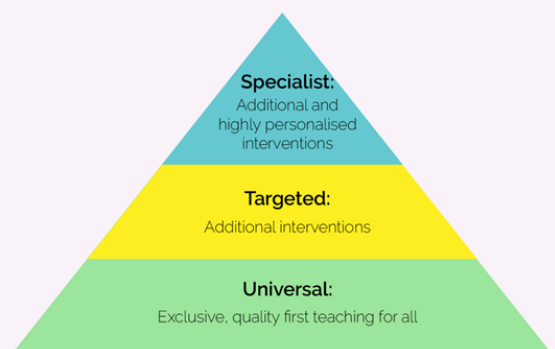 Specialist:
Additional and
highly personalised
interventions
Targeted:
Additional interventions
Universal:
Exclusive, quality first teaching for all